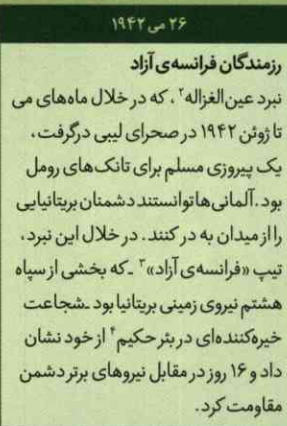 ۲۶ می ۱۹۴۲
رزمندگان فرانسه‌ی آزاد
نبرد عین‌الغزاله۲، که در خلال ماه‌های می
تا ژوئن ۱۹۴۲ در صحرای لیبی درگرفت،
یک پیروزی مسلم برای تانک‌های رومل
بود. آلمانی‌ها توانستند دشمنان بریتانیایی
را از میدان به در کنند. در خلال این نبرد،
تیپ «فرانسه‌ی آزاد»۳ ـ که بخشی از سپاه
هشتم نیروی زمینی بریتانیا بود ـ شجاعت
خیره‌کننده‌ای در بئر حکیم۴ از خود نشان
داد و ۱۶ روز در مقابل نیروهای برتر دشمن
مقاومت کرد.